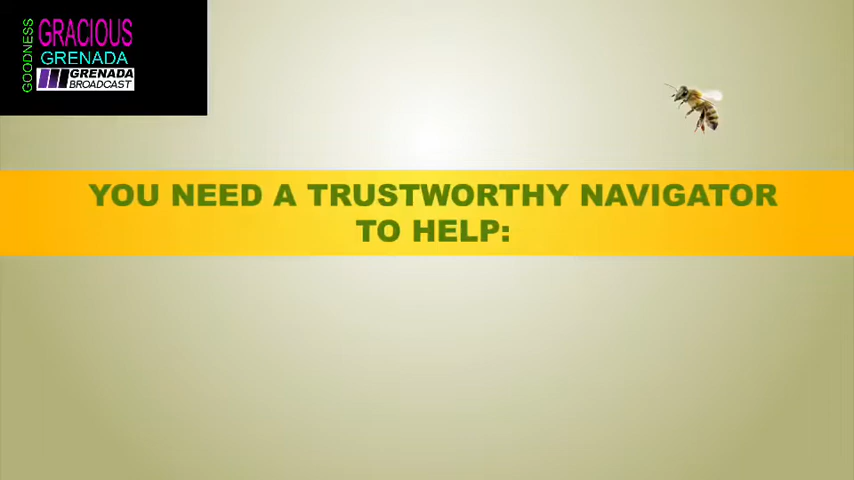 GOODNESS
GRACIOUS
GRENADA
GRENADA
BROADCAST
YOU NEED A TRUSTWORTHY NAVIGATOR
TO HELP: